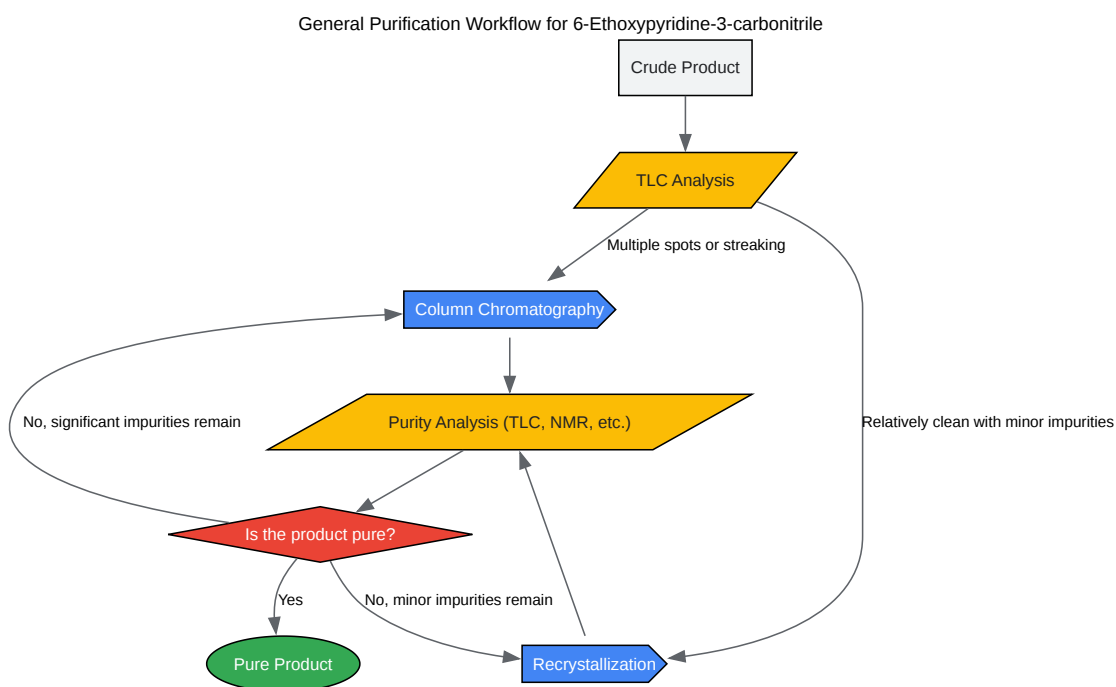 General Purification Workflow for 6-Ethoxypyridine-3-carbonitrile
Crude Product
TLC Analysis
Multiple spots or streaking
Column Chromatography
Purity Analysis (TLC, NMR, etc.)
No, significant impurities remain
Relatively clean with minor impurities
Is the product pure?
Yes
No, minor impurities remain
Pure Product
Recrystallization